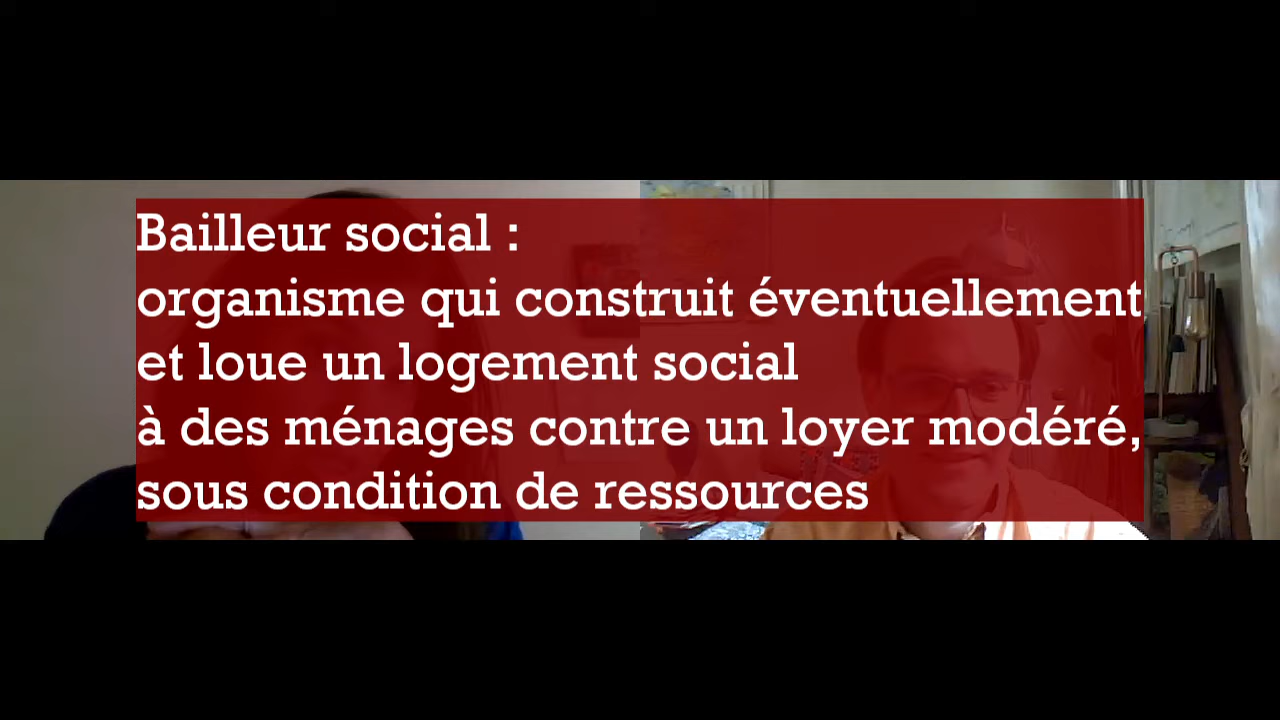 Bailleur social :
organisme qui construit éventuellement
et loue un logement social
à des ménages contre un loyer modéré,
sous condition de ressources